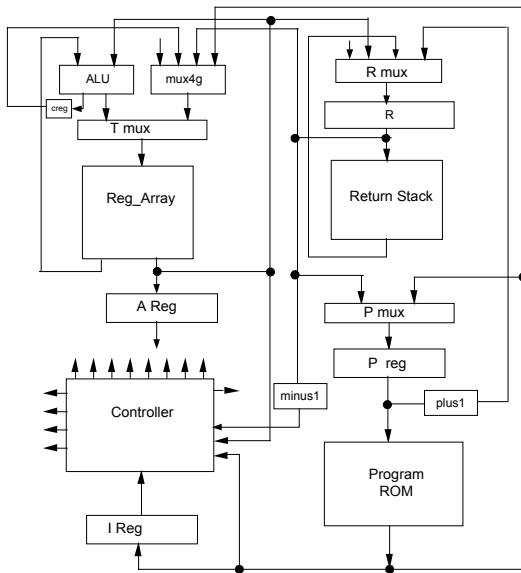 ALU
mux4g
R mux
creg
R
T mux
Reg_Array
Return Stack
A Reg
P mux
P reg
minus1
plus1
Controller
Program
ROM
I Reg